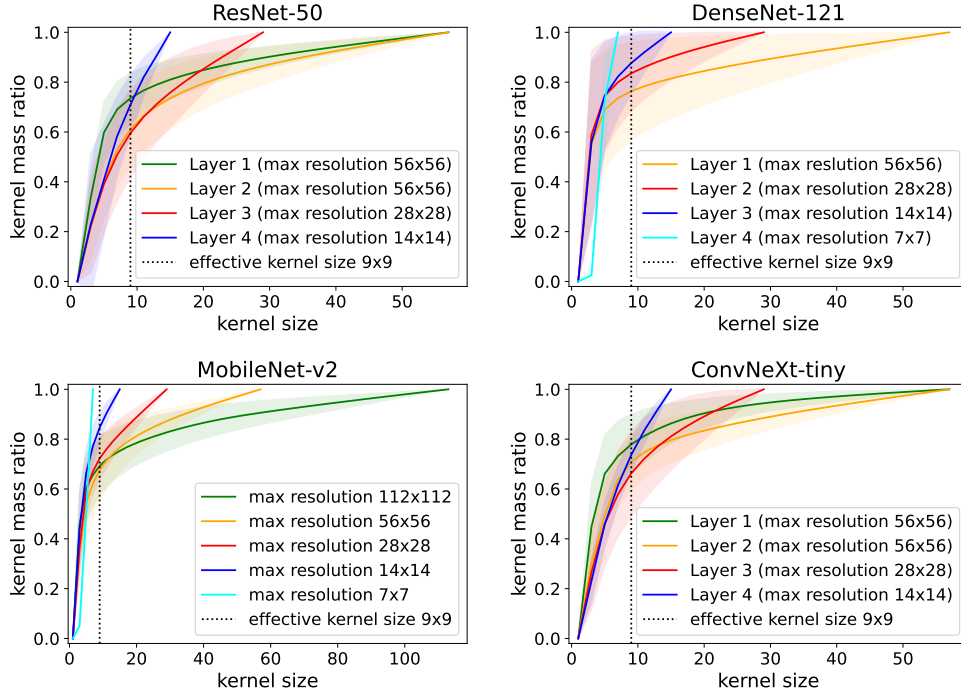 ResNet-50
kernel mass ratio
1.0
0.8
0.6
0.4
0.2
0.0
Layer 1 (max resolution 56x56)
Layer 2 (max resolution 56x56)
Layer 3 (max resolution 28x28)
Layer 4 (max resolution 14x14)
effective kernel size 9x9
0 10 20 30 40 50
kernel size
DenseNet-121
kernel mass ratio
1.0
0.8
0.6
0.4
0.2
0.0
Layer 1 (max reslution 56x56)
Layer 2 (max resolution 28x28)
Layer 3 (max resolution 14x14)
Layer 4 (max resolution 7x7)
effective kernel size 9x9
0 10 20 30 40 50
kernel size
MobileNet-v2
kernel mass ratio
1.0
0.8
0.6
0.4
0.2
0.0
max resolution 112x112
max resolution 56x56
max resolution 28x28
max resolution 14x14
max resolution 7x7
effective kernel size 9x9
0 20 40 60 80 100
kernel size
ConvNeXt-tiny
kernel mass ratio
1.0
0.8
0.6
0.4
0.2
0.0
Layer 1 (max resolution 56x56)
Layer 2 (max resolution 56x56)
Layer 3 (max resolution 28x28)
Layer 4 (max resolution 14x14)
effective kernel size 9x9
0 10 20 30 40 50
kernel size